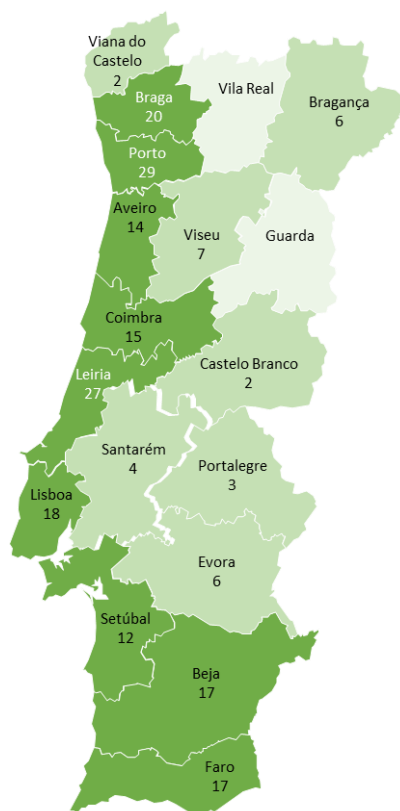 Viana do
Castelo
2
Braga
20
Vila Real
Bragança
6
Porto
29
Aveiro
14
Viseu
7
Guarda
Coimbra
15
Castelo Branco
2
Leiria
27
Santarém
4
Portalegre
3
Lisboa
18
Evora
6
Setúbal
12
Beja
17
Faro
17